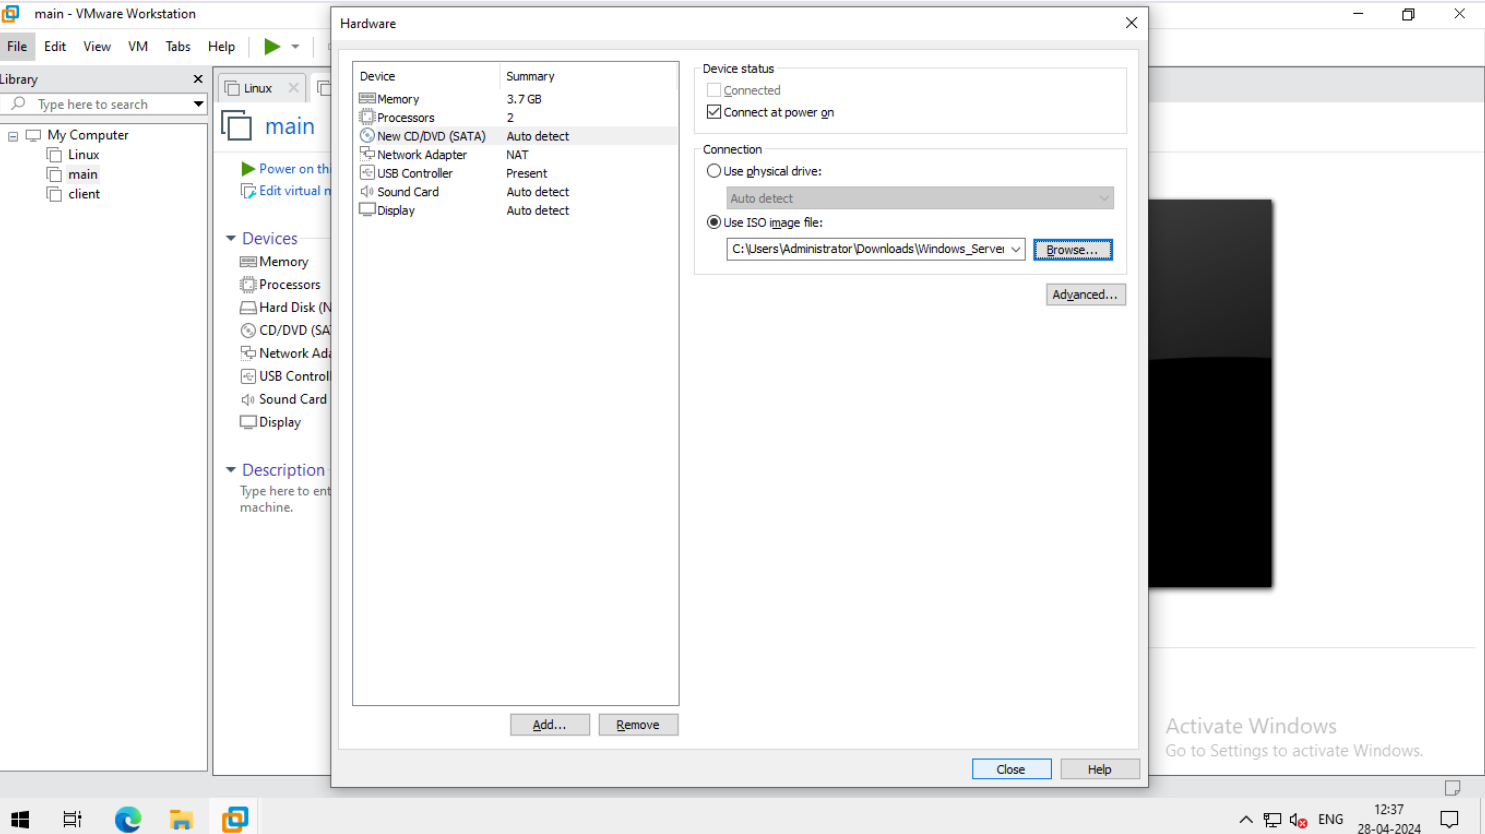 main - VMware Workstation
File Edit View VM Tabs Help
Library
Type here to search
My Computer
Linux
main
client
Linux
main
Power on thi
Edit virtual m
Devices
Memory
Processors
Hard Disk (N
CD/DVD (SA
Network Ada
USB Controll
Sound Card
Display
Description
Type here to ent
machine.
Hardware
Device Summary
Memory 3.7 GB
Processors 2
New CD/DVD (SATA) Auto detect
Network Adapter NAT
USB Controller Present
Sound Card Auto detect
Display Auto detect
Add... Remove
Device status
Connected
Connect at power on
Connection
Use physical drive:
Auto detect
Use ISO image file:
C:\Users\Administrator\Downloads\Windows_Server
Browse...
Advanced...
Close Help
Activate Windows
Go to Settings to activate Windows.
ENG
12:37
28-04-2024